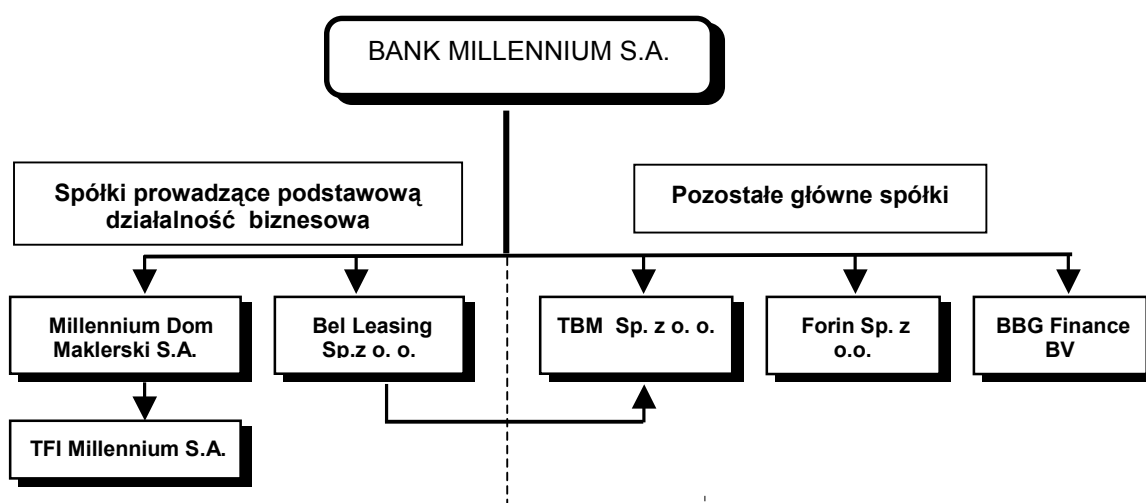 BANK MILLENNIUM S.A.
Spółki prowadzące podstawową
działalność biznesowa
Pozostałe główne spółki
Millennium Dom
Maklerski S.A.
Bel Leasing
Sp.z o. o.
TBM Sp. z o. o.
Forin Sp. z
o.o.
BBG Finance
BV
TFI Millennium S.A.